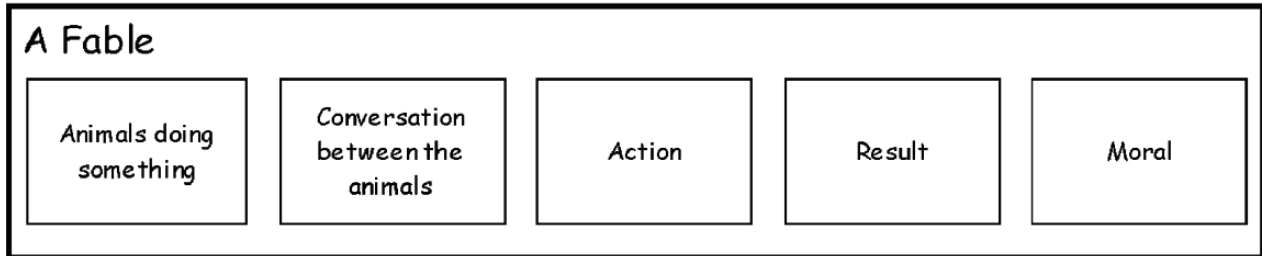 A Fable
Animals doing
something
Conversation
between the
animals
Action
Result
Moral